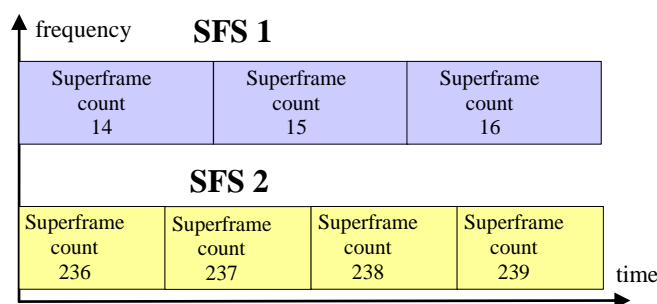 frequency
SFS 1
Superframe
count
14
Superframe
count
15
Superframe
count
16
SFS 2
Superframe
count
236
Superframe
count
237
Superframe
count
238
Superframe
count
239
time